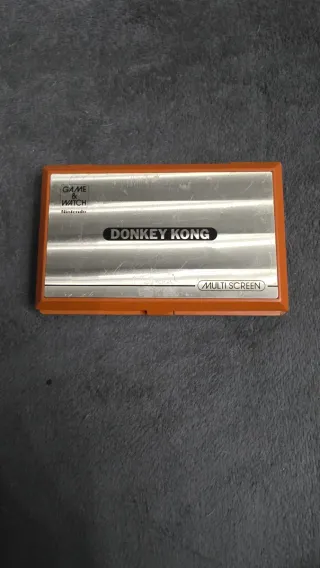 GAME
&
WATCH
Nintendo
DONKEY KONG
MULTI SCREEN